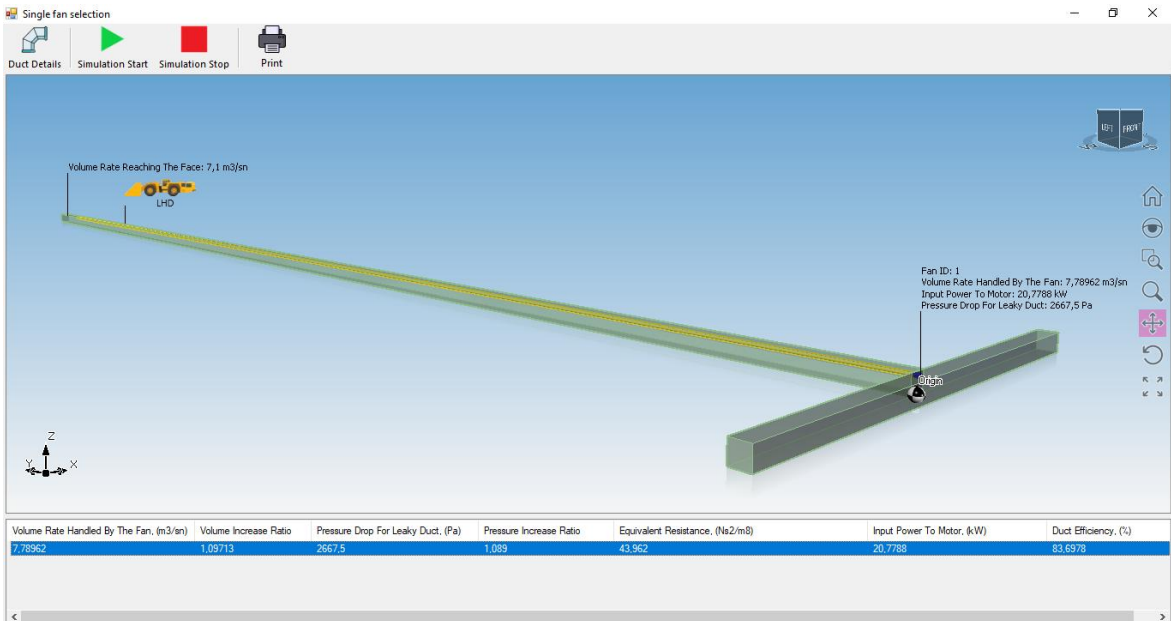 Single fan selection
Duct Details Simulation Start Simulation Stop Print
LEFT FRONT
Volume Rate Reaching The Face: 7,1 m3/sn
LHD
Fan ID: 1
Volume Rate Handled By The Fan: 7,78962 m3/sn
Input Power To Motor: 20,7788 kW
Pressure Drop For Leaky Duct: 2667,5 Pa
Origin
Z
Y X
Volume Rate Handled By The Fan, (m3/sn) Volume Increase Ratio Pressure Drop For Leaky Duct, (Pa) Pressure Increase Ratio Equivalent Resistance, (Ns2/m8) Input Power To Motor, (kW) Duct Efficiency, (%)
7,78962 1,09713 2667,5 1,089 43,962 20,7788 83,6978